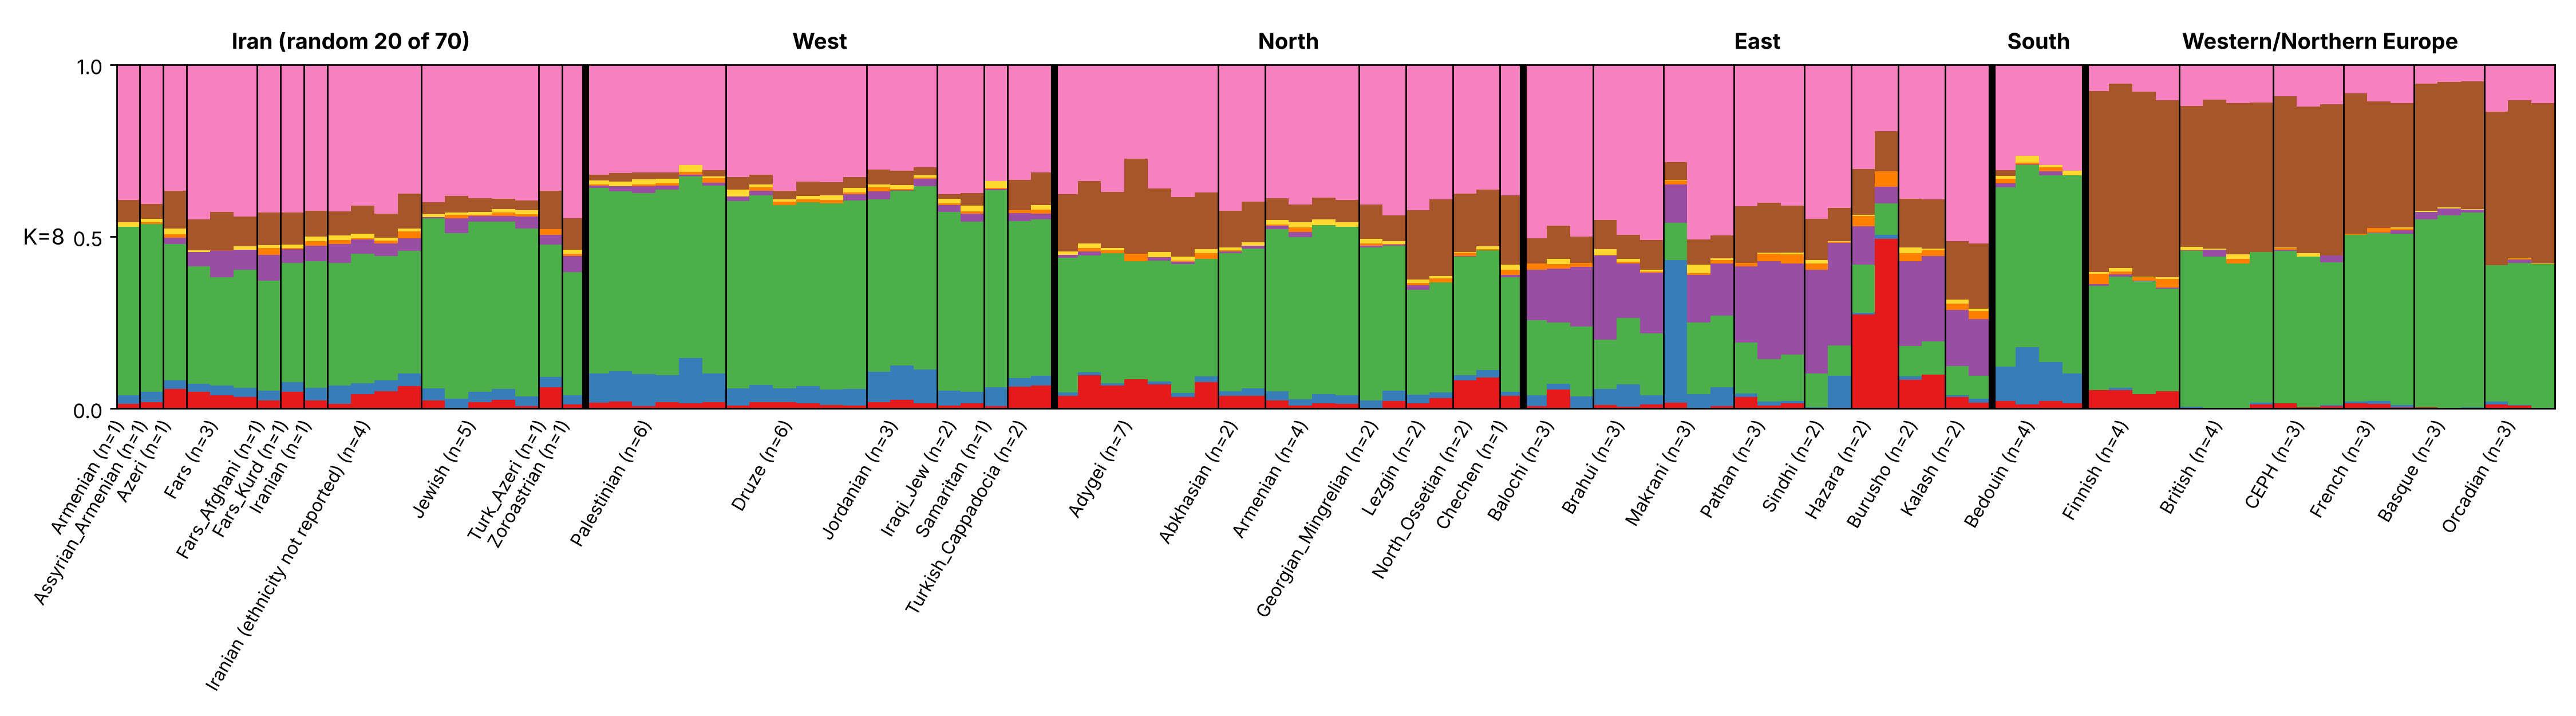 Iran (random 20 of 70)
West
North
East
South
Western/Northern Europe
1.0
K=8
0.5
0.0
Armenian (n=1)
Assyrian_Armenian (n=1)
Azeri (n=1)
Fars (n=3)
Fars_Afghani (n=1)
Fars_Kurd (n=1)
Iranian (n=1)
Iranian (ethnicity not reported) (n=4)
Jewish (n=5)
Turk_Azeri (n=1)
Zoroastrian (n=1)
Palestinian (n=6)
Druze (n=6)
Jordanian (n=3)
Iraqi_Jew (n=2)
Samaritan (n=1)
Turkish_Cappadocia (n=2)
Adygei (n=7)
Abkhasian (n=2)
Armenian (n=4)
Georgian_Mingrelian (n=2)
Lezgin (n=2)
North_Ossetian (n=2)
Chechen (n=1)
Balochi (n=3)
Brahui (n=3)
Makrani (n=3)
Pathan (n=3)
Sindhi (n=2)
Hazara (n=2)
Burusho (n=2)
Kalash (n=2)
Bedouin (n=4)
Finnish (n=4)
British (n=4)
CEPH (n=3)
French (n=3)
Basque (n=3)
Orcadian (n=3)